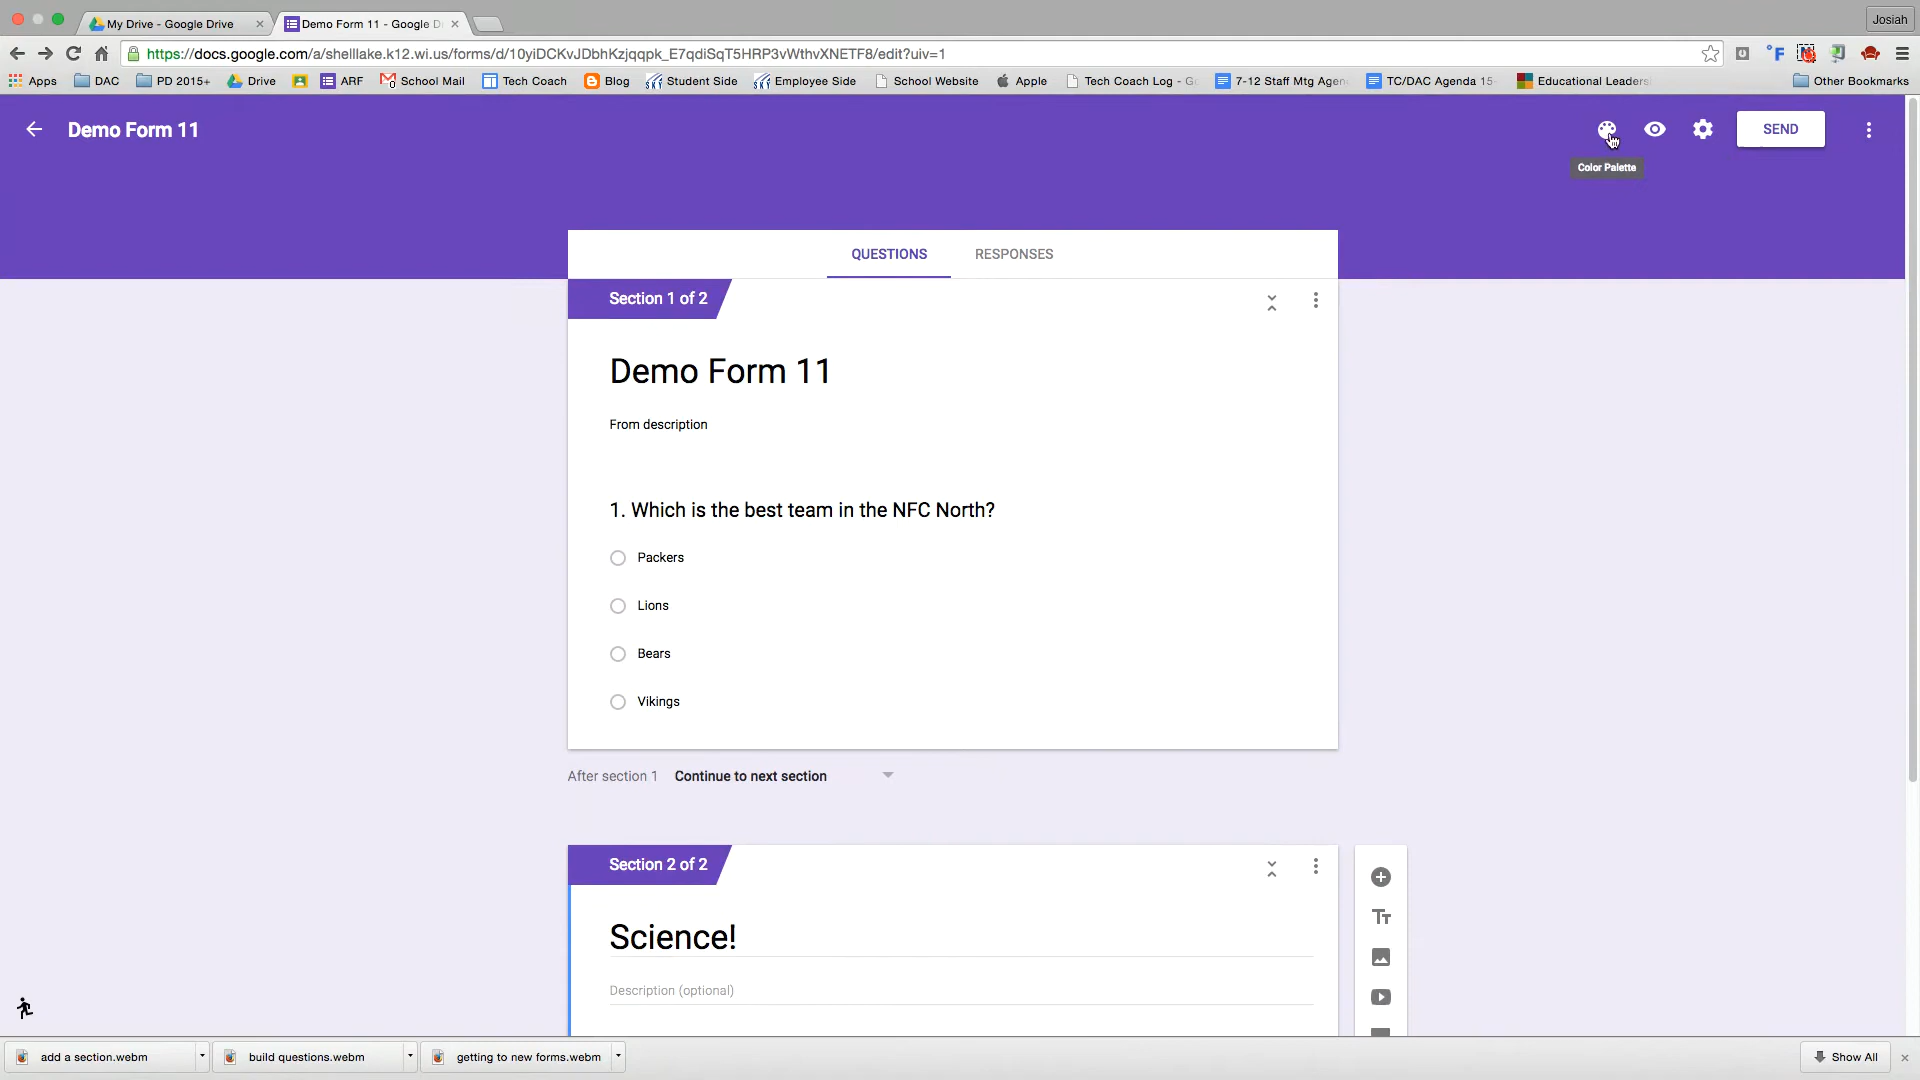 My Drive - Google Drive
Demo Form 11 - Google D
Josiah
https://docs.google.com/a/shelllake.k12.wi.us/forms/d/10yiDCKvJDbhKzjqqpk_E7qdiSqT5HRP3vWthvXNETF8/edit?uiv=1
Apps
DAC
PD 2015+
Drive
ARF
School Mail
Tech Coach
Blog
Student Side
Employee Side
School Website
Apple
Tech Coach Log - Go
7-12 Staff Mtg Agen
TC/DAC Agenda 15-
Educational Leaders
Other Bookmarks
Demo Form 11
SEND
Color Palette
QUESTIONS
RESPONSES
Section 1 of 2
Demo Form 11
From description
1. Which is the best team in the NFC North?
Packers
Lions
Bears
Vikings
After section 1 Continue to next section
Section 2 of 2
Science!
Description (optional)
Tт
add a section.webm
build questions.webm
getting to new forms.webm
Show All